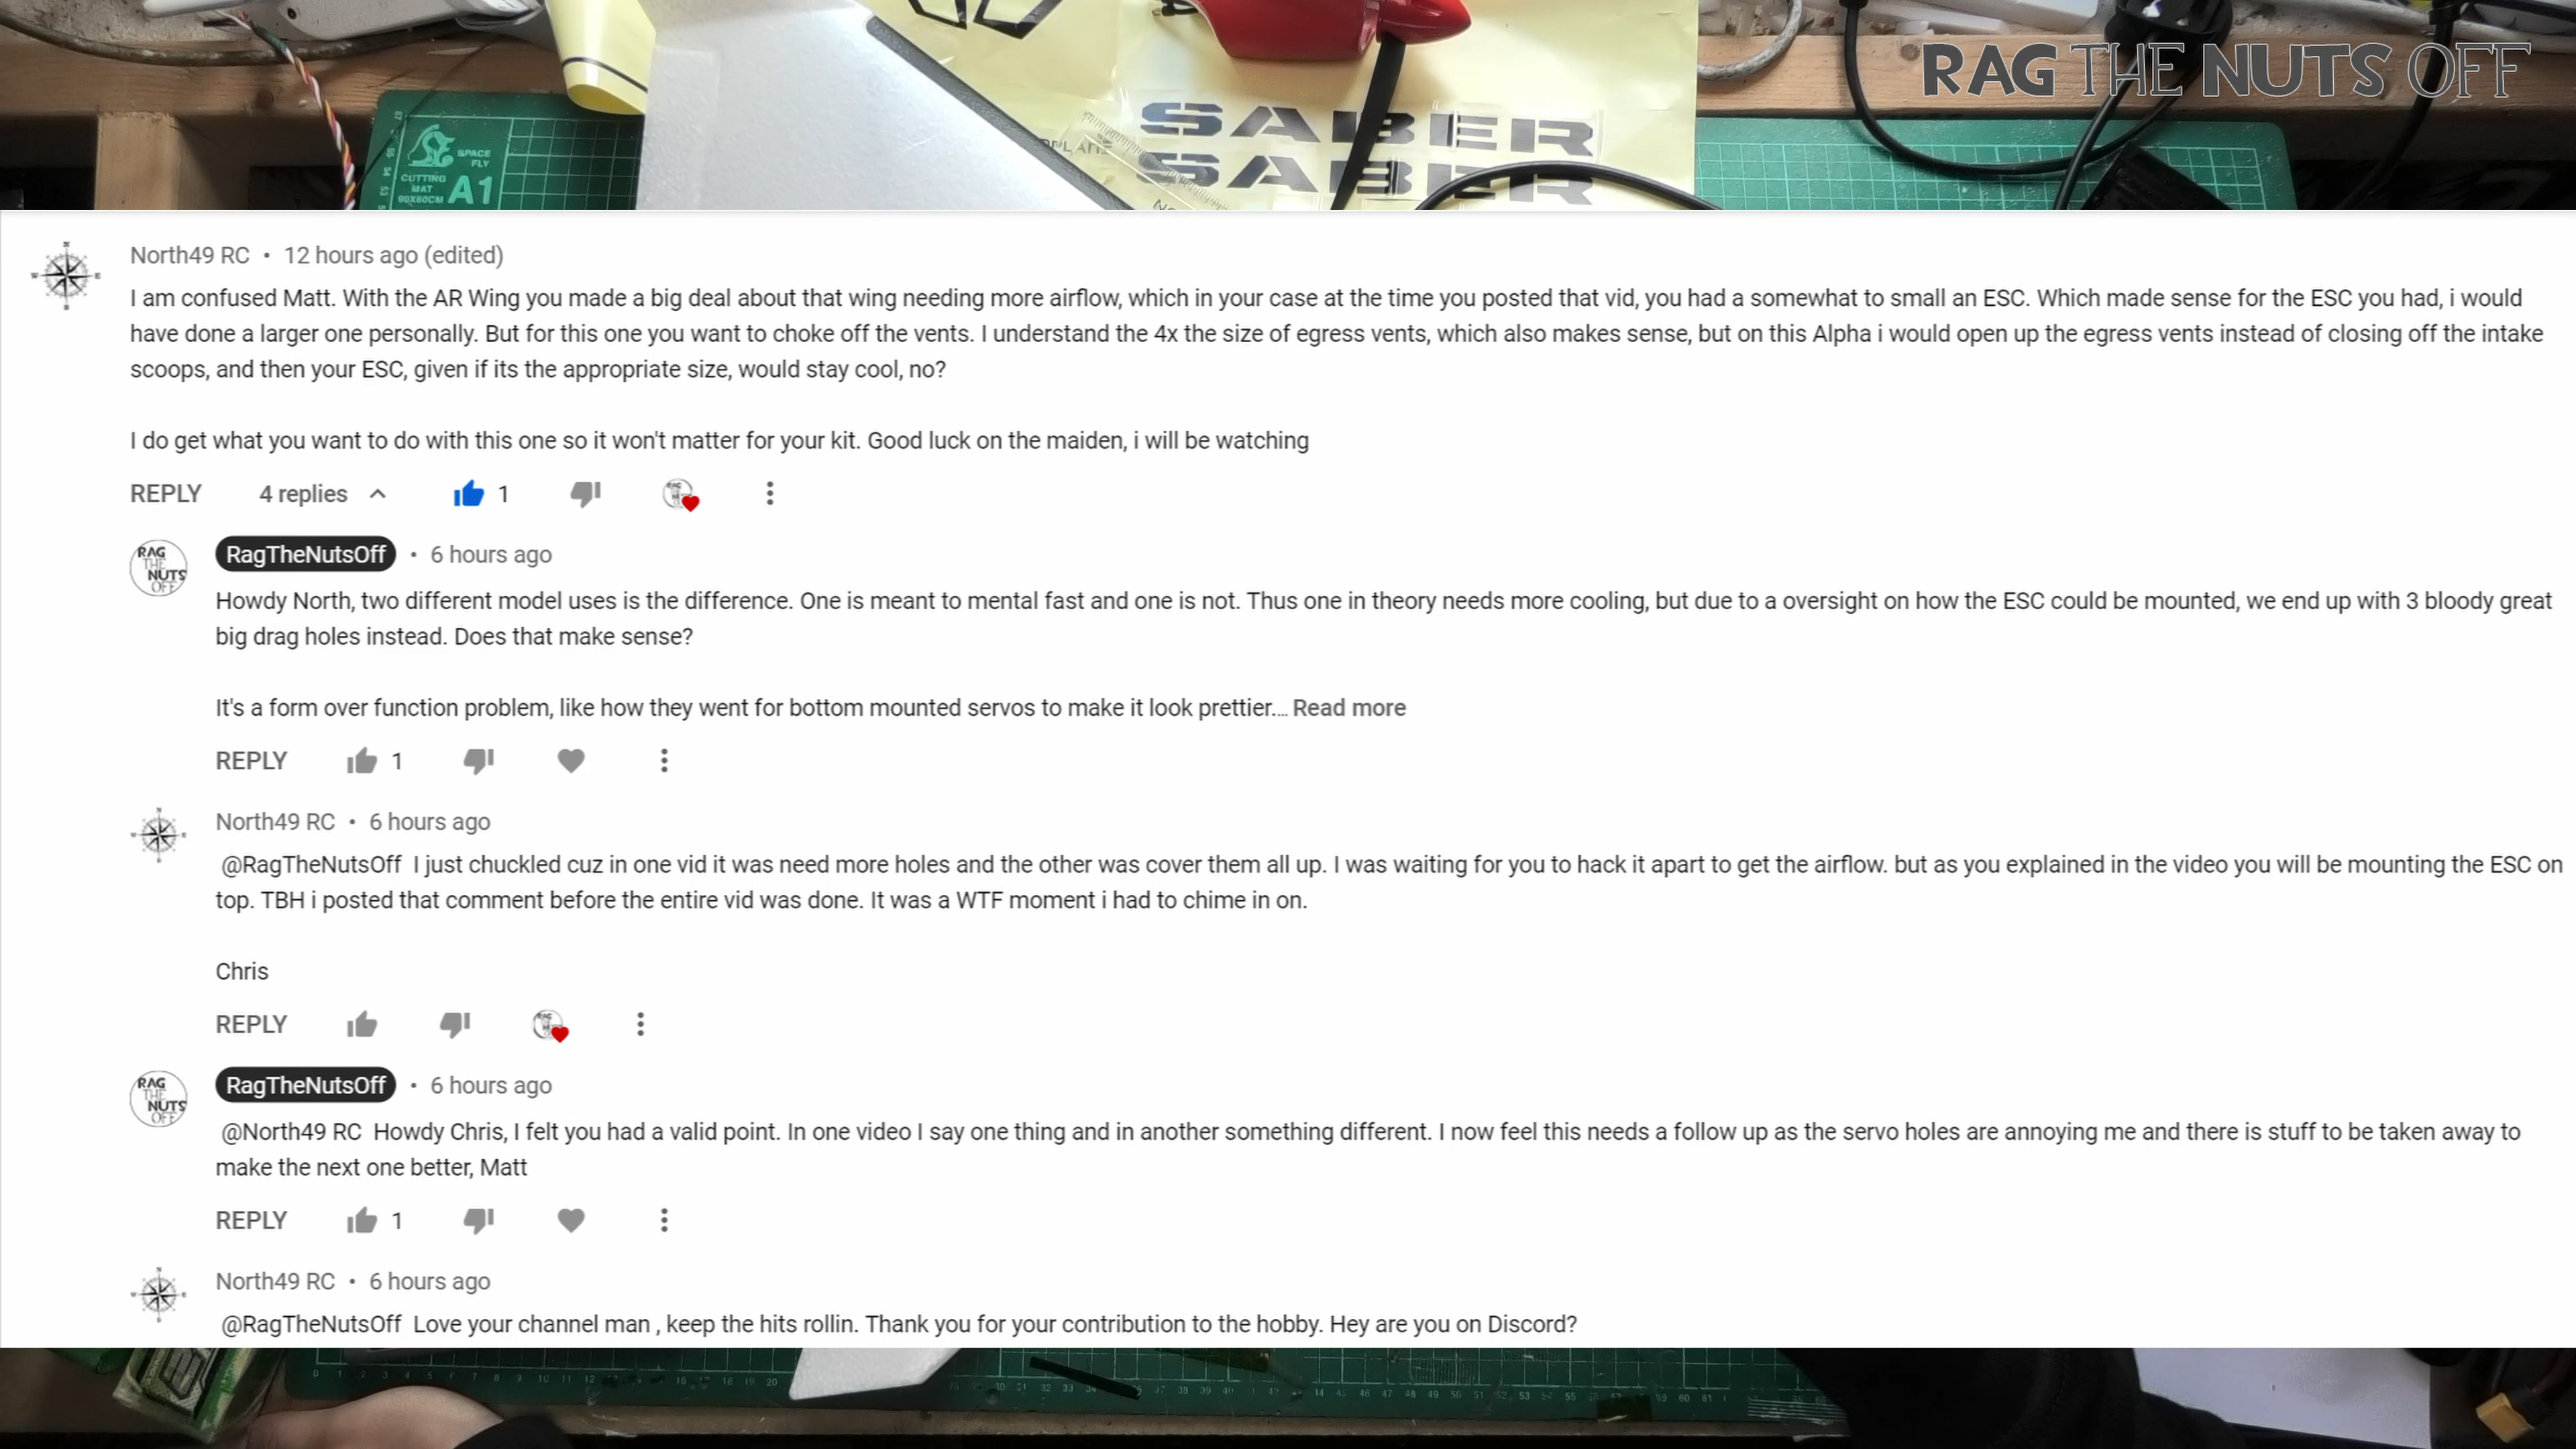 RAG THE NUTS OFF
SABER
SABER
SPACE
FLY
CUTTING
MAT
90X60CM A1
North49 RC • 12 hours ago (edited)
I am confused Matt. With the AR Wing you made a big deal about that wing needing more airflow, which in your case at the time you posted that vid, you had a somewhat to small an ESC. Which made sense for the ESC you had, i would
have done a larger one personally. But for this one you want to choke off the vents. I understand the 4x the size of egress vents, which also makes sense, but on this Alpha i would open up the egress vents instead of closing off the intake
scoops, and then your ESC, given if its the appropriate size, would stay cool, no?
I do get what you want to do with this one so it won't matter for your kit. Good luck on the maiden, i will be watching
REPLY 4 replies 1
RAG THE NUTS OFF
RagTheNutsOff • 6 hours ago
Howdy North, two different model uses is the difference. One is meant to mental fast and one is not. Thus one in theory needs more cooling, but due to a oversight on how the ESC could be mounted, we end up with 3 bloody great
big drag holes instead. Does that make sense?
It's a form over function problem, like how they went for bottom mounted servos to make it look prettier.... Read more
REPLY 1
North49 RC • 6 hours ago
@RagTheNutsOff I just chuckled cuz in one vid it was need more holes and the other was cover them all up. I was waiting for you to hack it apart to get the airflow. but as you explained in the video you will be mounting the ESC on
top. TBH i posted that comment before the entire vid was done. It was a WTF moment i had to chime in on.
Chris
REPLY
RAG THE NUTS OFF
RagTheNutsOff • 6 hours ago
@North49 RC Howdy Chris, I felt you had a valid point. In one video I say one thing and in another something different. I now feel this needs a follow up as the servo holes are annoying me and there is stuff to be taken away to
make the next one better, Matt
REPLY 1
North49 RC • 6 hours ago
@RagTheNutsOff Love your channel man , keep the hits rollin. Thank you for your contribution to the hobby. Hey are you on Discord?